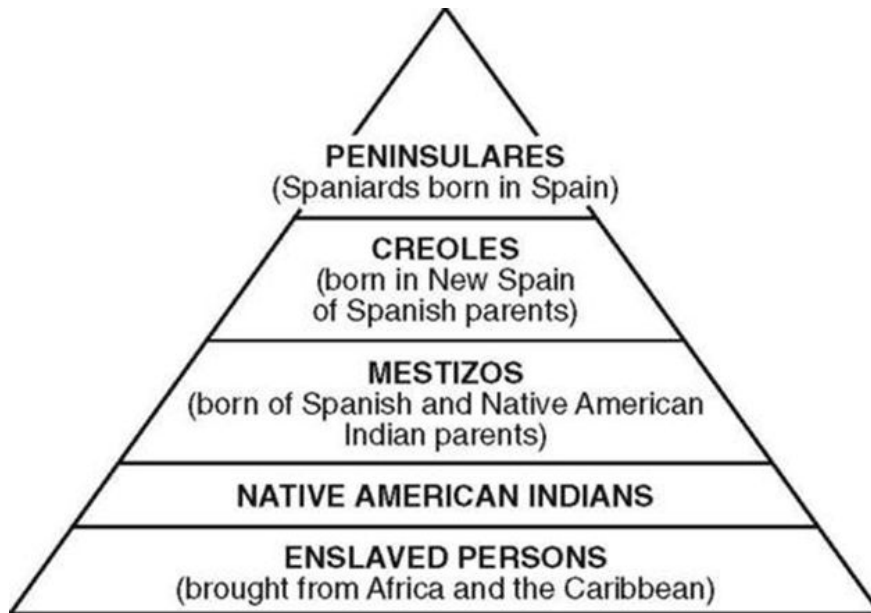 PENINSULARES
(Spaniards born in Spain)
CREOLES
(born in New Spain
of Spanish parents)
MESTIZOS
(born of Spanish and Native American
Indian parents)
NATIVE AMERICAN INDIANS
ENSLAVED PERSONS
(brought from Africa and the Caribbean)